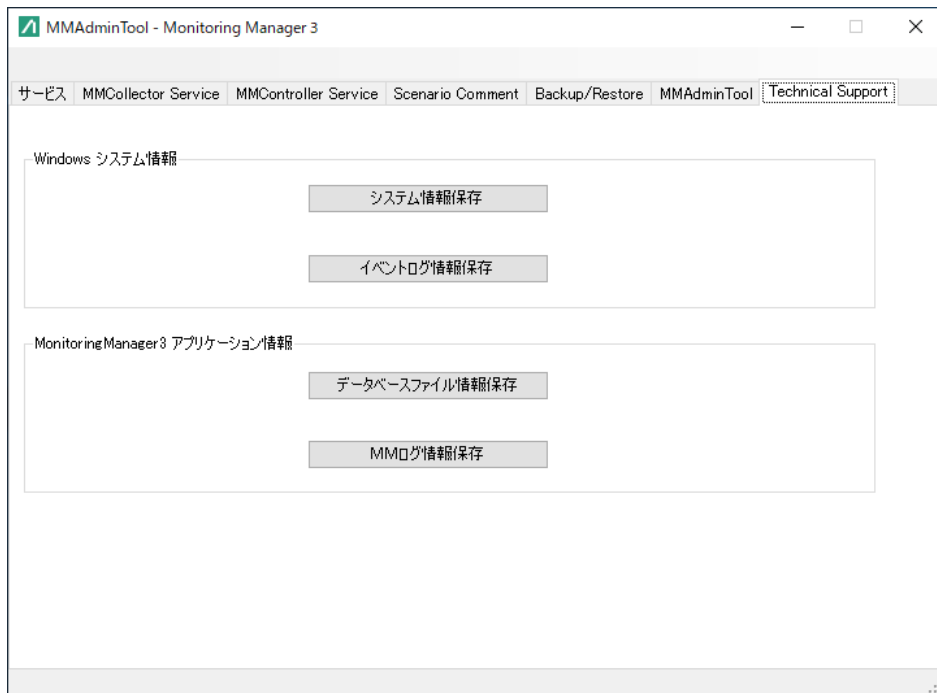 MMAdminTool - Monitoring Manager 3
サービス MMCollector Service MMController Service Scenario Comment Backup/Restore MMAdminTool Technical Support
Windows システム情報
システム情報保存
イベントログ情報保存
MonitoringManager3 アプリケーション情報
データベースファイル情報保存
MMログ情報保存